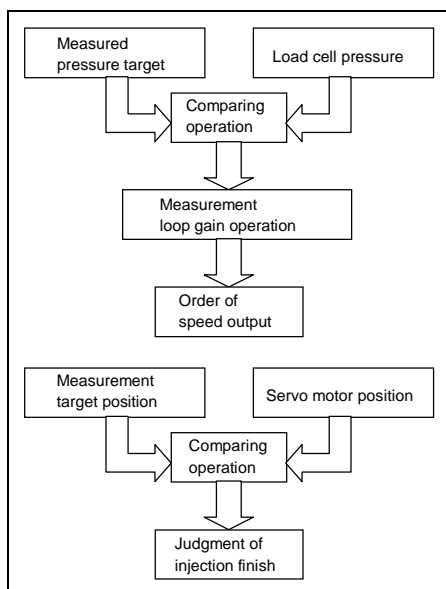 Measured
pressure target
Load cell pressure
Comparing
operation
Measurement
loop gain operation
Order of
speed output
Measurement
target position
Servo motor position
Comparing
operation
Judgment of
injection finish